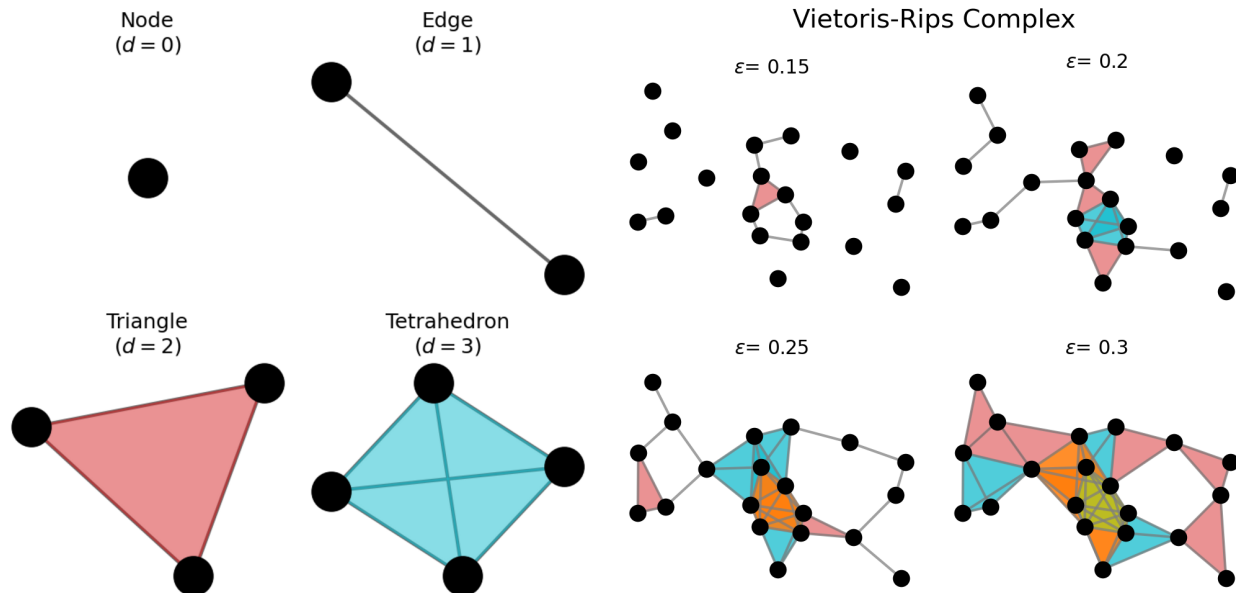 Node
(d = 0)
Edge
(d = 1)
Triangle
(d = 2)
Tetrahedron
(d = 3)
Vietoris-Rips Complex
ε= 0.15
ε= 0.2
ε= 0.25
ε= 0.3